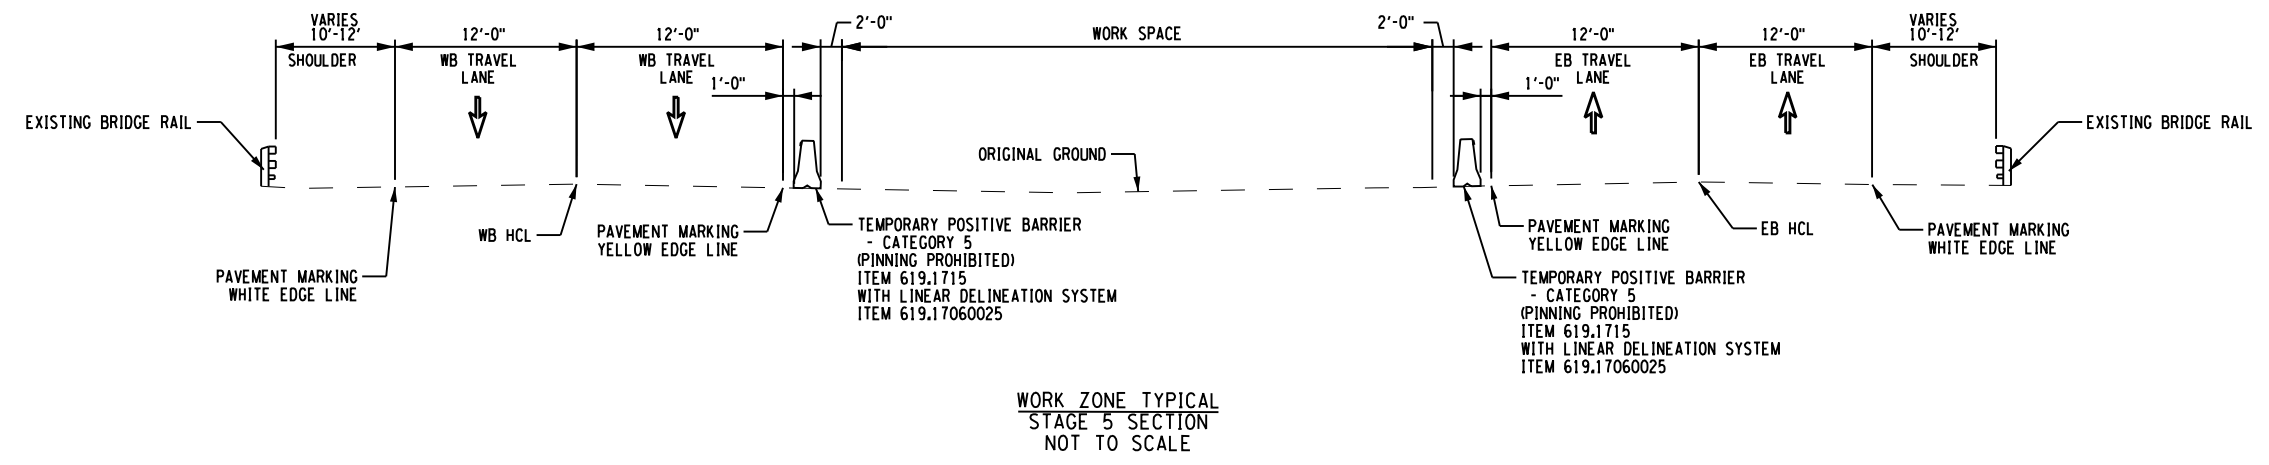 VARIES
10'-12'
SHOULDER
12'-0"
WB TRAVEL
LANE
12'-0"
WB TRAVEL
LANE
1'-0"
2'-0"
WORK SPACE
2'-0"
12'-0"
EB TRAVEL
LANE
1'-0"
12'-0"
EB TRAVEL
LANE
VARIES
10'-12'
SHOULDER
EXISTING BRIDGE RAIL
ORIGINAL GROUND
EXISTING BRIDGE RAIL
PAVEMENT MARKING
WHITE EDGE LINE
WB HCL
PAVEMENT MARKING
YELLOW EDGE LINE
TEMPORARY POSITIVE BARRIER
- CATEGORY 5
(PINNING PROHIBITED)
ITEM 619.1715
WITH LINEAR DELINEATION SYSTEM
ITEM 619.17060025
PAVEMENT MARKING
YELLOW EDGE LINE
TEMPORARY POSITIVE BARRIER
- CATEGORY 5
(PINNING PROHIBITED)
ITEM 619.1715
WITH LINEAR DELINEATION SYSTEM
ITEM 619.17060025
EB HCL
PAVEMENT MARKING
WHITE EDGE LINE
WORK ZONE TYPICAL
STAGE 5 SECTION
NOT TO SCALE